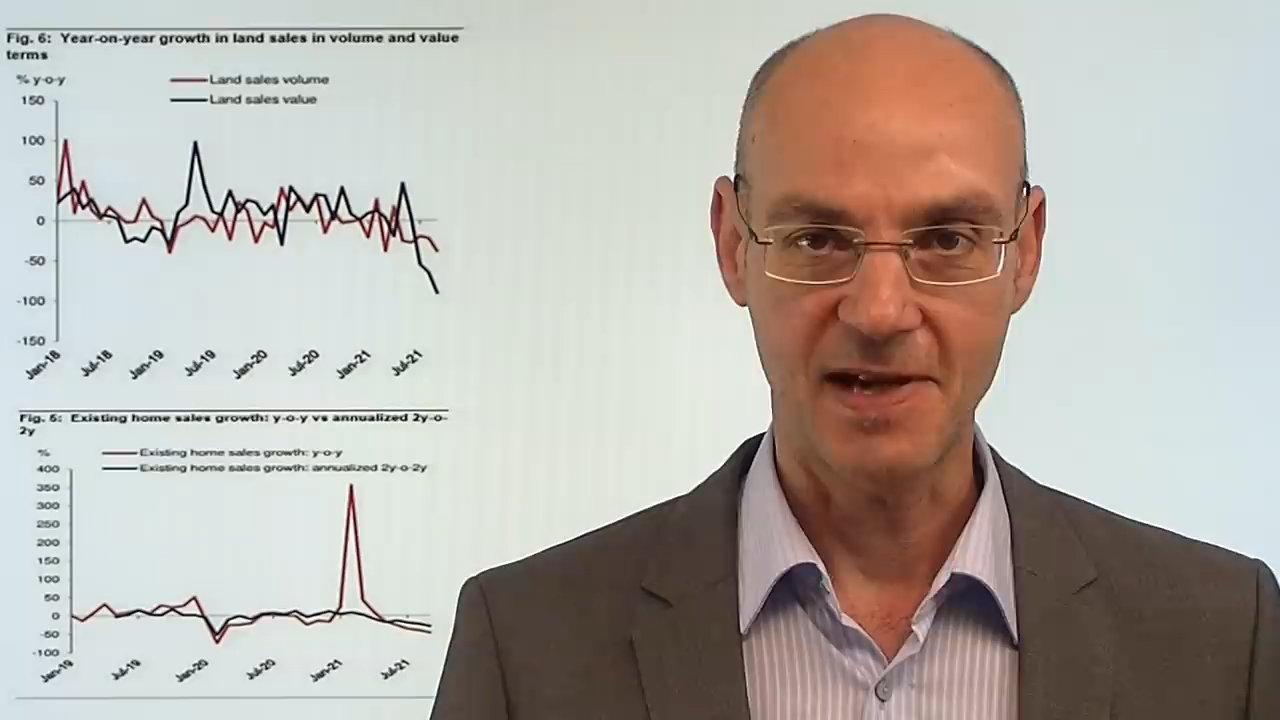 Fig. 6: Year-on-year growth in land sales in volume and value
terms
% y-o-y
Land sales volume
Land sales value
150
100
50
0
-50
-100
-150
Jan-18 Jul-18 Jan-19 Jul-19 Jan-20 Jul-20 Jan-21 Jul-21
Fig. 5: Existing home sales growth: y-o-y vs annualized 2y-o-
2y
%
Existing home sales growth: y-o-y
Existing home sales growth: annualized 2y-o-2y
400
350
300
250
200
150
100
50
0
-50
-100
Jan-19 Jul-19 Jan-20 Jul-20 Jan-21 Jul-21